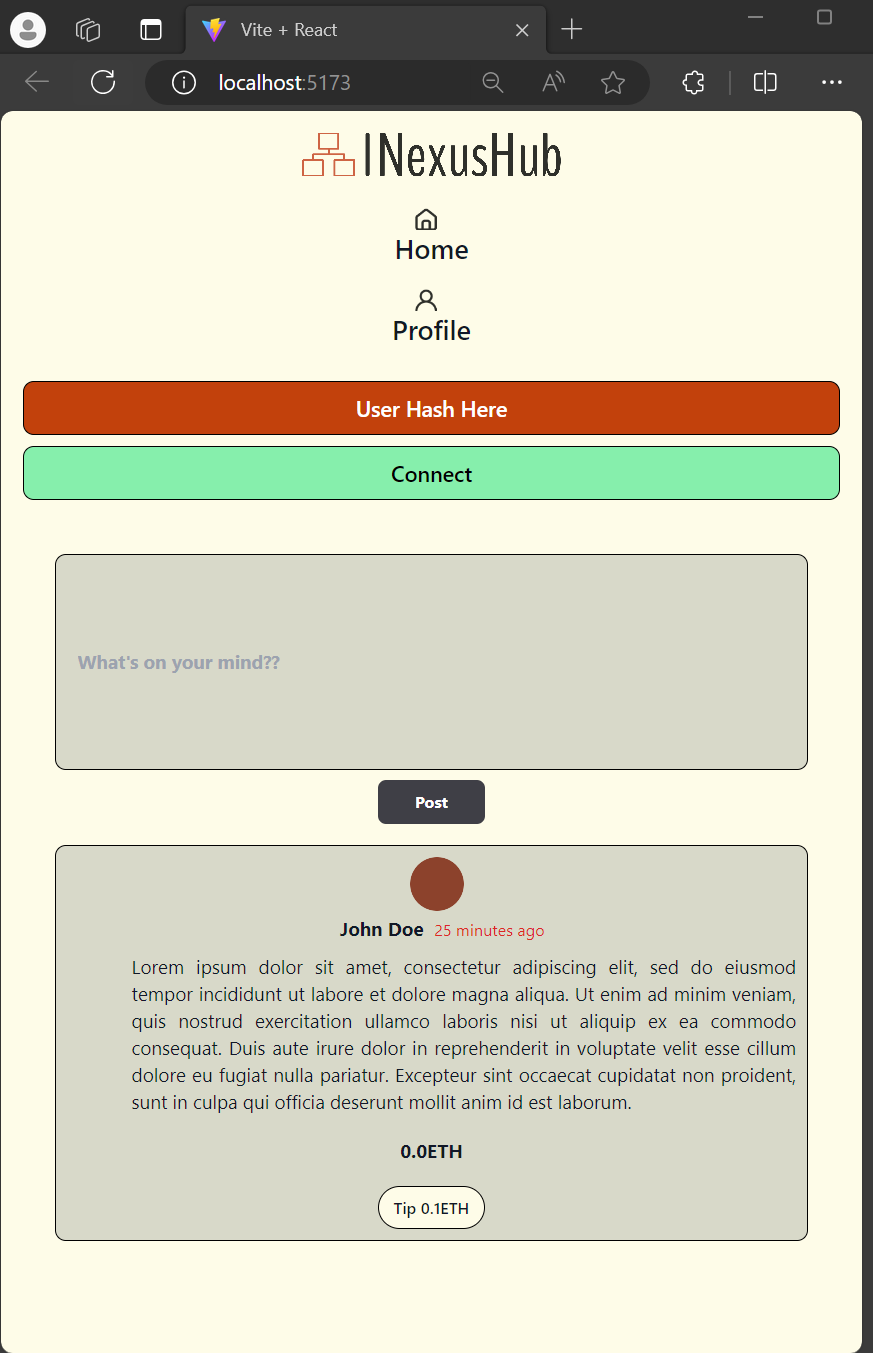 Vite + React
localhost:5173
INexusHub
Home
Profile
User Hash Here
Connect
What's on your mind??
Post
John Doe 25 minutes ago
Lorem ipsum dolor sit amet, consectetur adipiscing elit, sed do eiusmod
tempor incididunt ut labore et dolore magna aliqua. Ut enim ad minim veniam,
quis nostrud exercitation ullamco laboris nisi ut aliquip ex ea commodo
consequat. Duis aute irure dolor in reprehenderit in voluptate velit esse cillum
dolore eu fugiat nulla pariatur. Excepteur sint occaecat cupidatat non proident,
sunt in culpa qui officia deserunt mollit anim id est laborum.
0.0ETH
Tip 0.1ETH